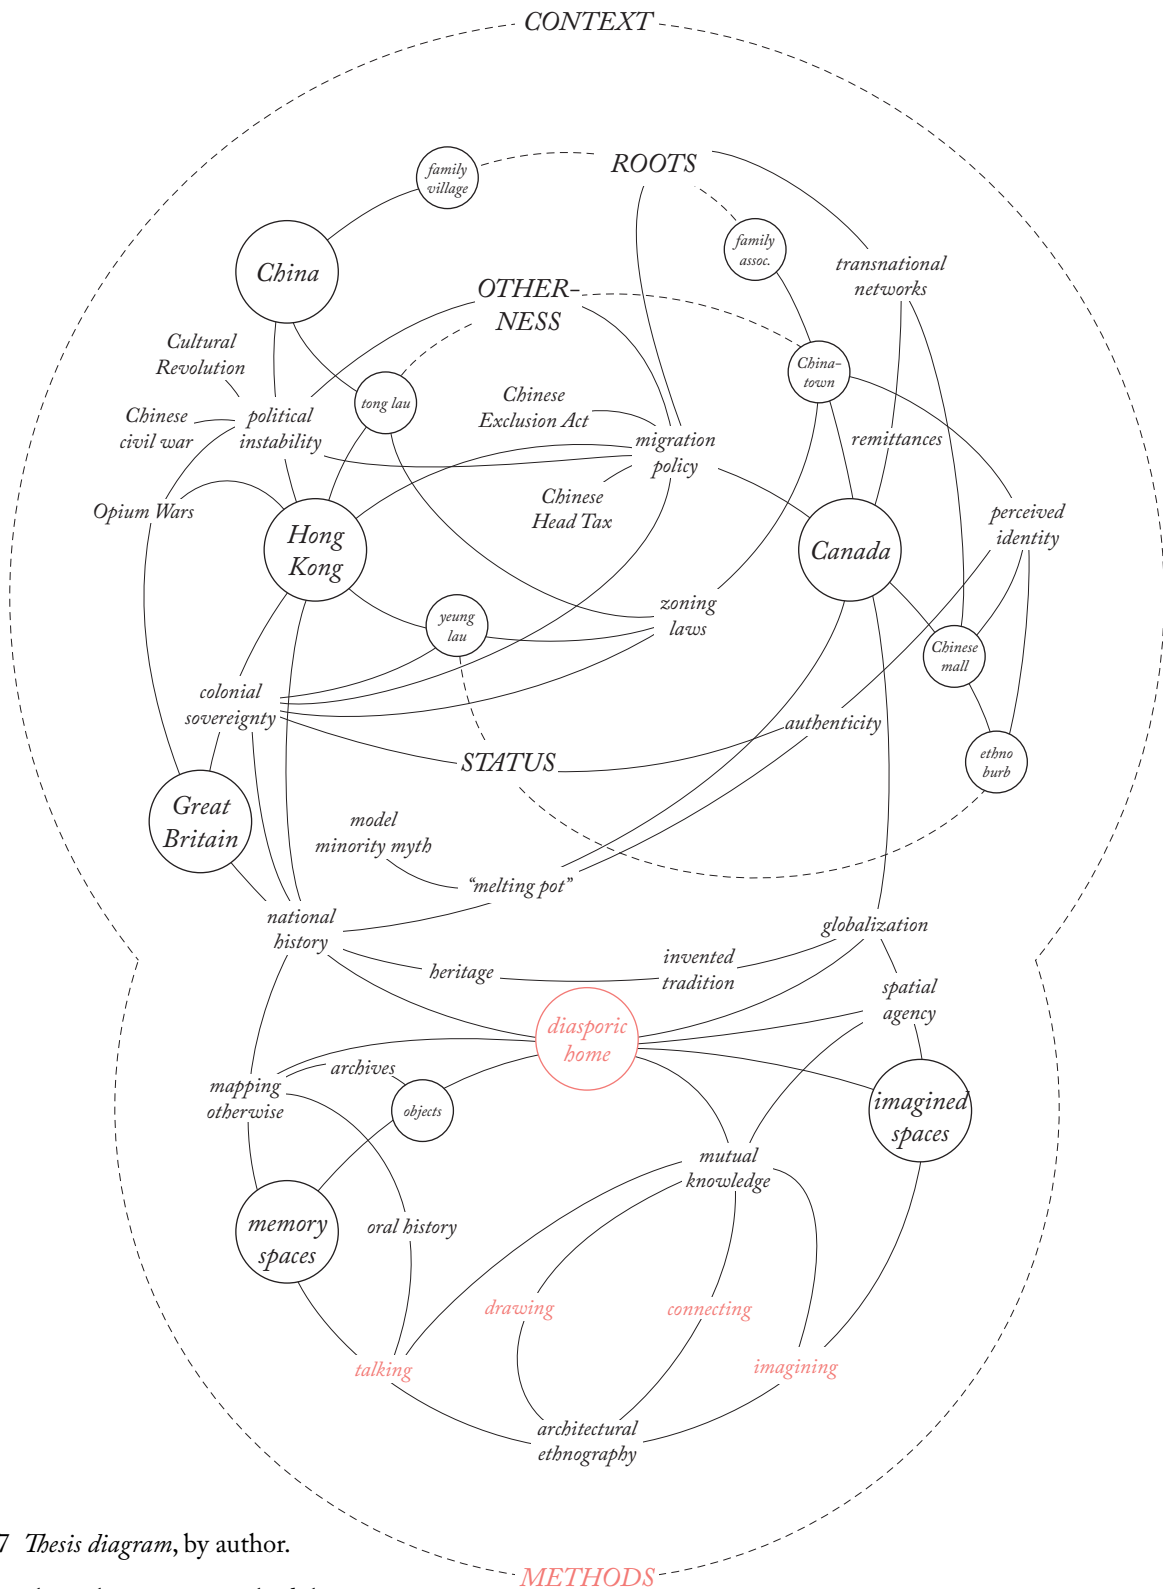 CONTEXT
family
village
ROOTS
family
assoc.
China
transnational
networks
OTHER-
NESS
Cultural
Revolution
China-
town
tong lau
Chinese
civil war
political
instability
Chinese
Exclusion Act
migration
policy
remittances
Chinese
Head Tax
Opium Wars
perceived
identity
Hong
Kong
Canada
yeung
lau
zoning
laws
Chinese
mall
colonial
sovereignty
authenticity
STATUS
ethno
burb
Great
Britain
model
minority myth
“melting pot”
national
history
globalization
heritage
invented
tradition
spatial
agency
diasporic
home
archives
mapping
otherwise
objects
imagined
spaces
mutual
knowledge
memory
spaces
oral history
drawing
connecting
talking
imagining
architectural
ethnography
7 Thesis diagram, by author.
METHODS